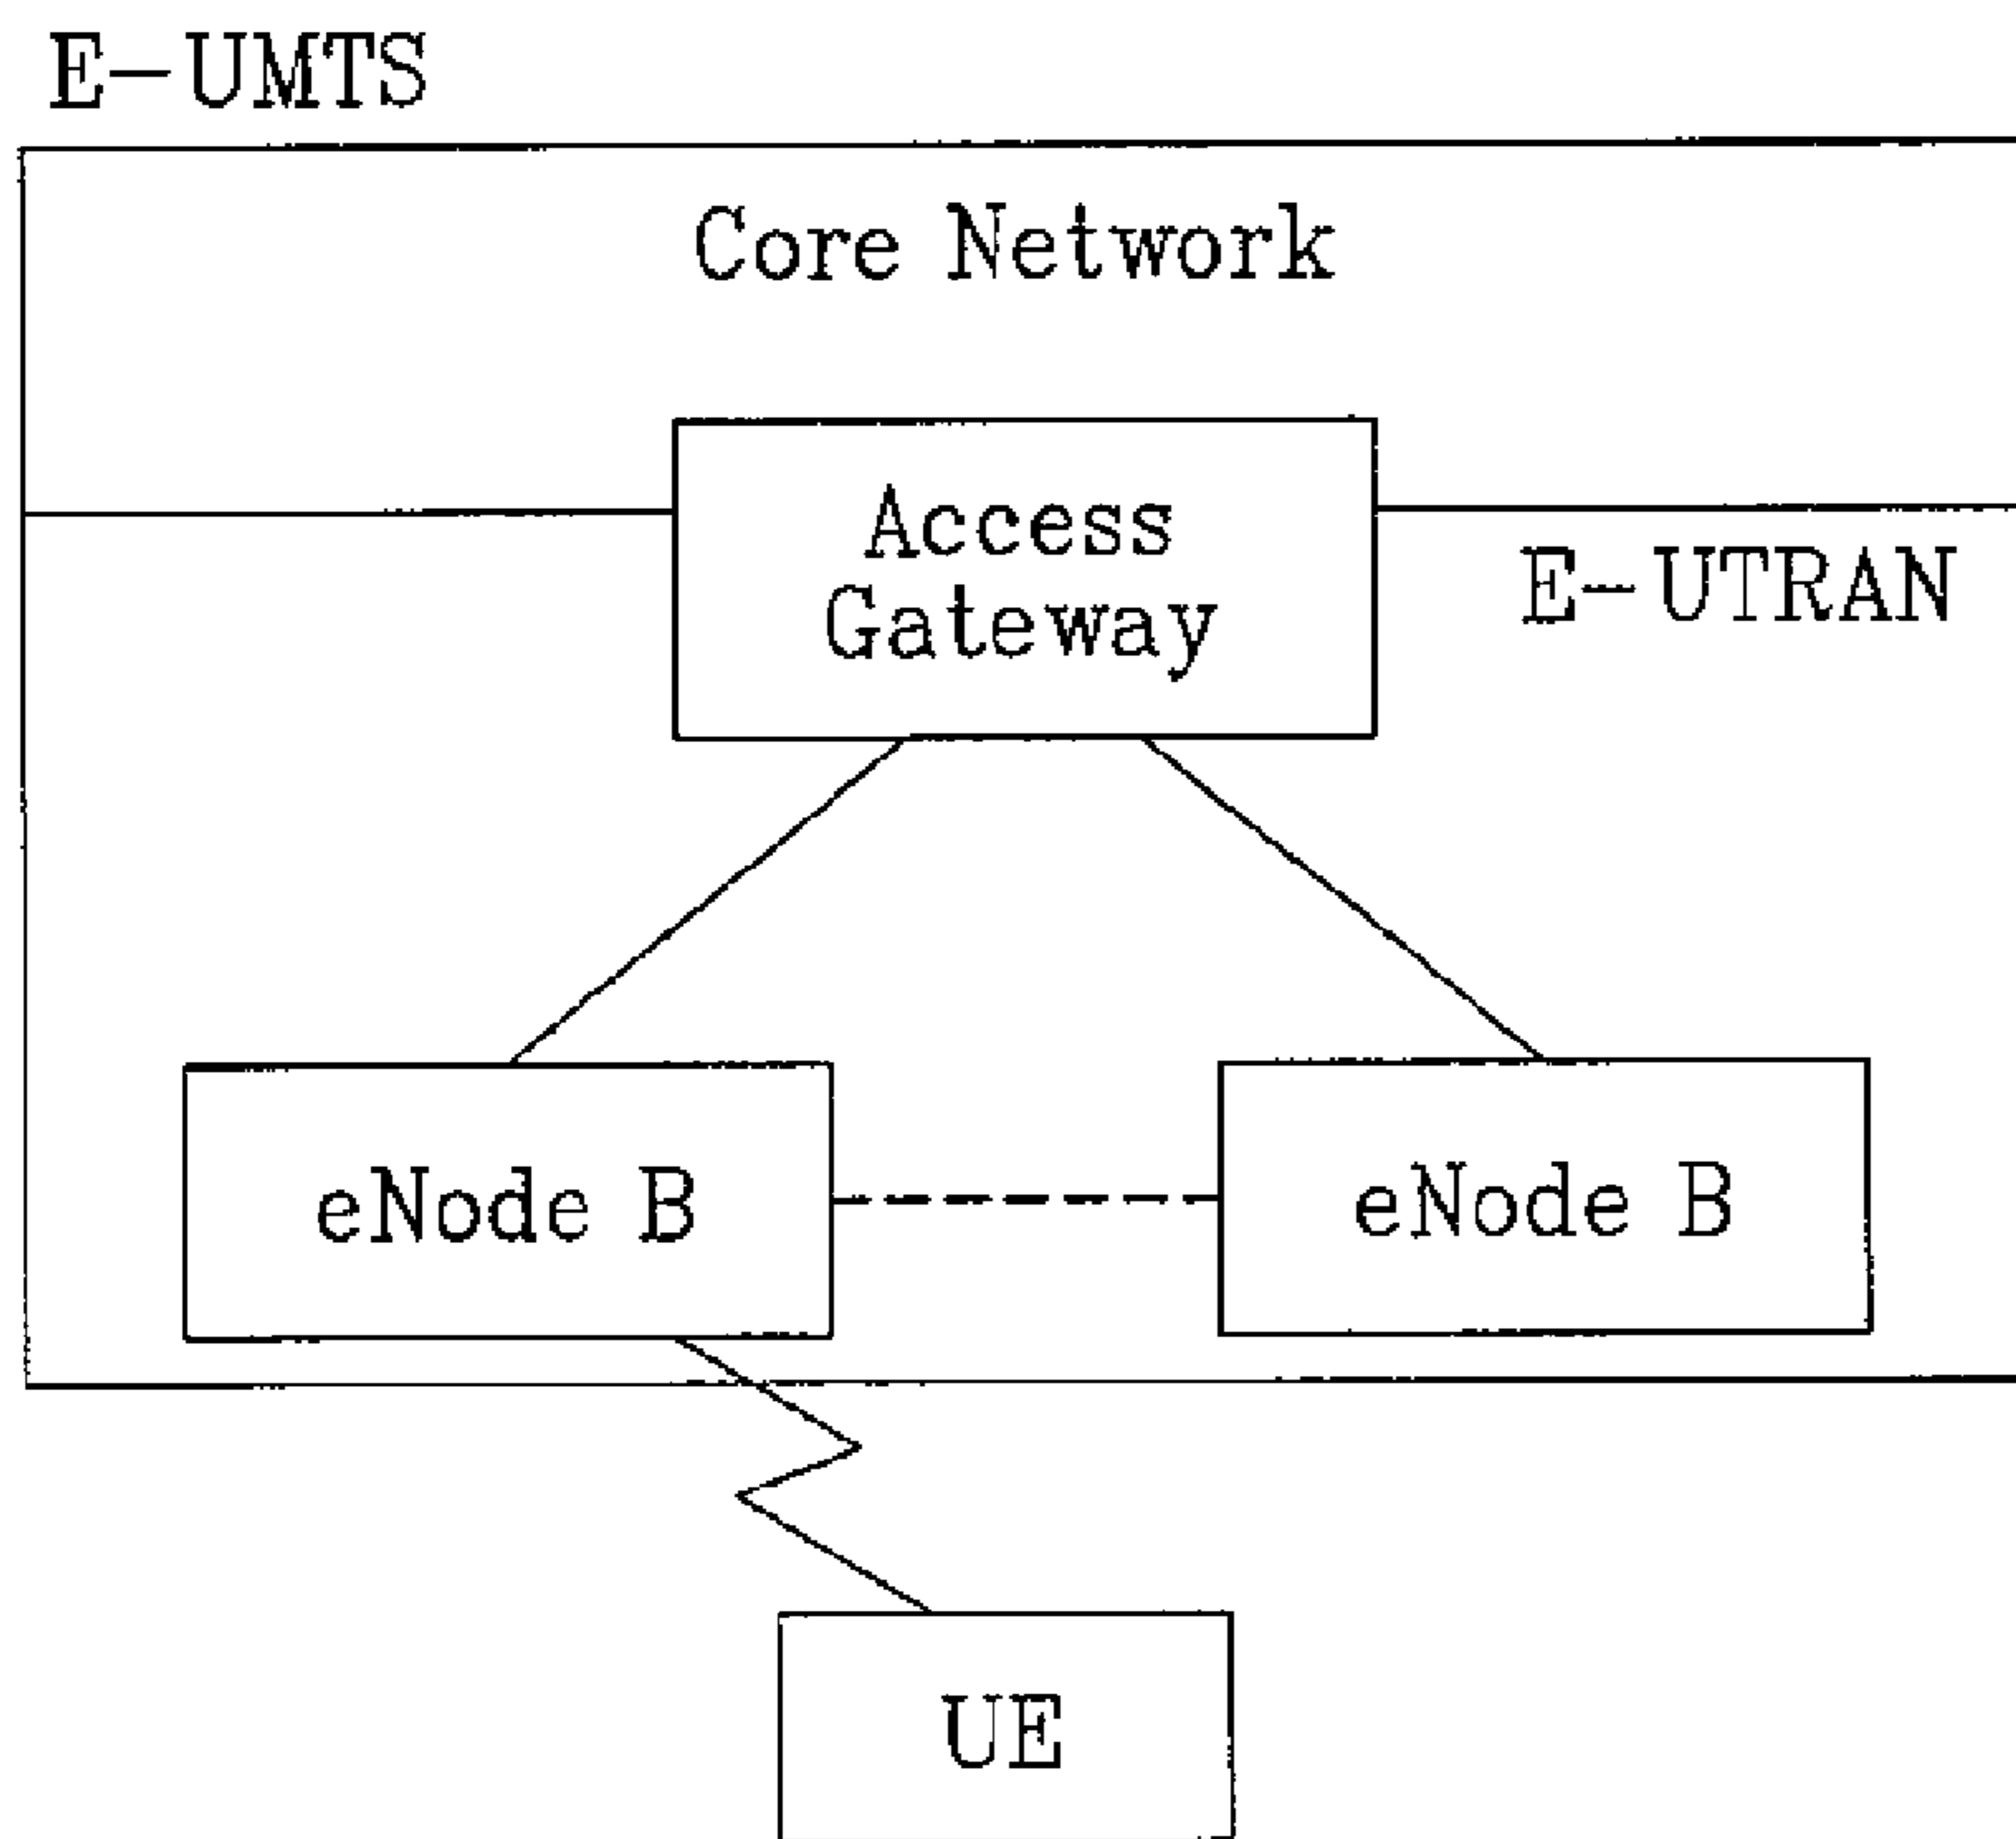 E-UMTS
Core Network
Access
Gateway
E-UTRAN
eNode B
eNode B
UE